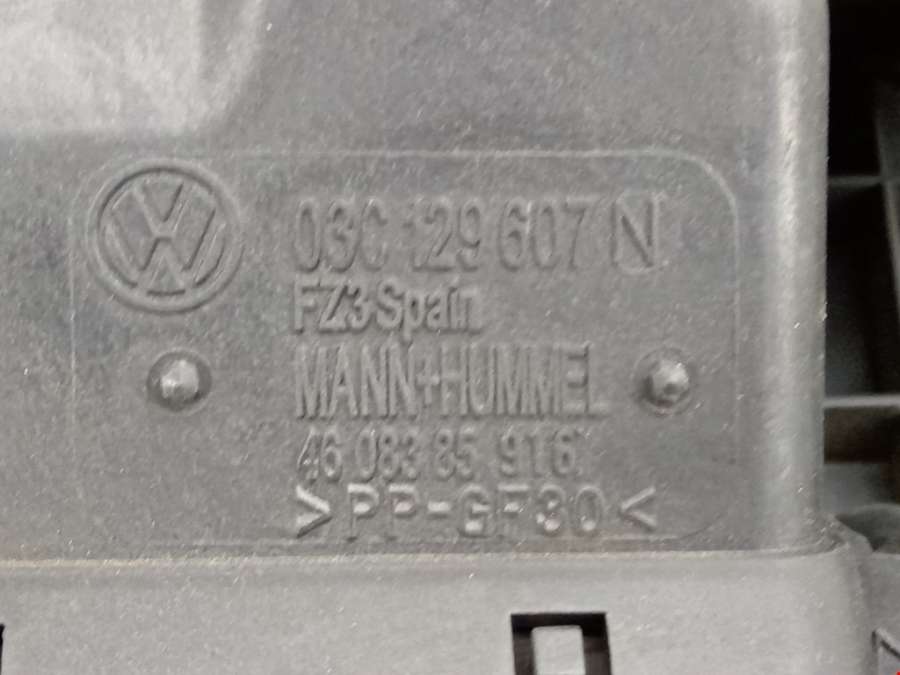 03C 129 607 N
FZ3 Spain
MANN+HUMMEL
46 083 85 916
>PP-GF30<